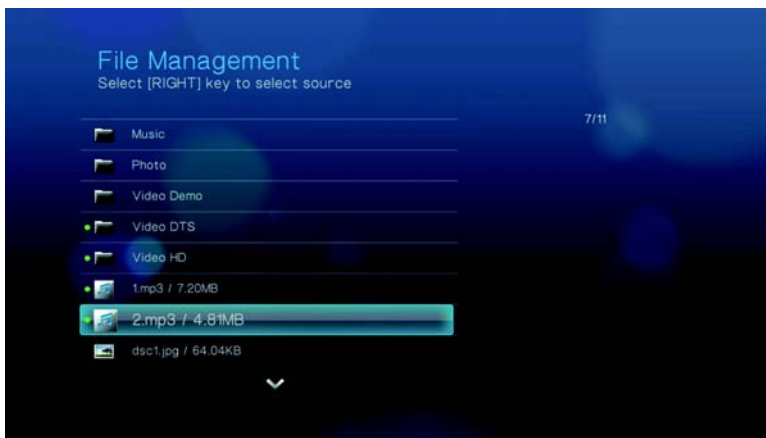 File Management
Select [RIGHT] key to select source
7/11
Music
Photo
Video Demo
Video DTS
Video HD
1.mp3 / 7.20MB
2.mp3 / 4.81MB
dsc1.jpg / 64.04KB